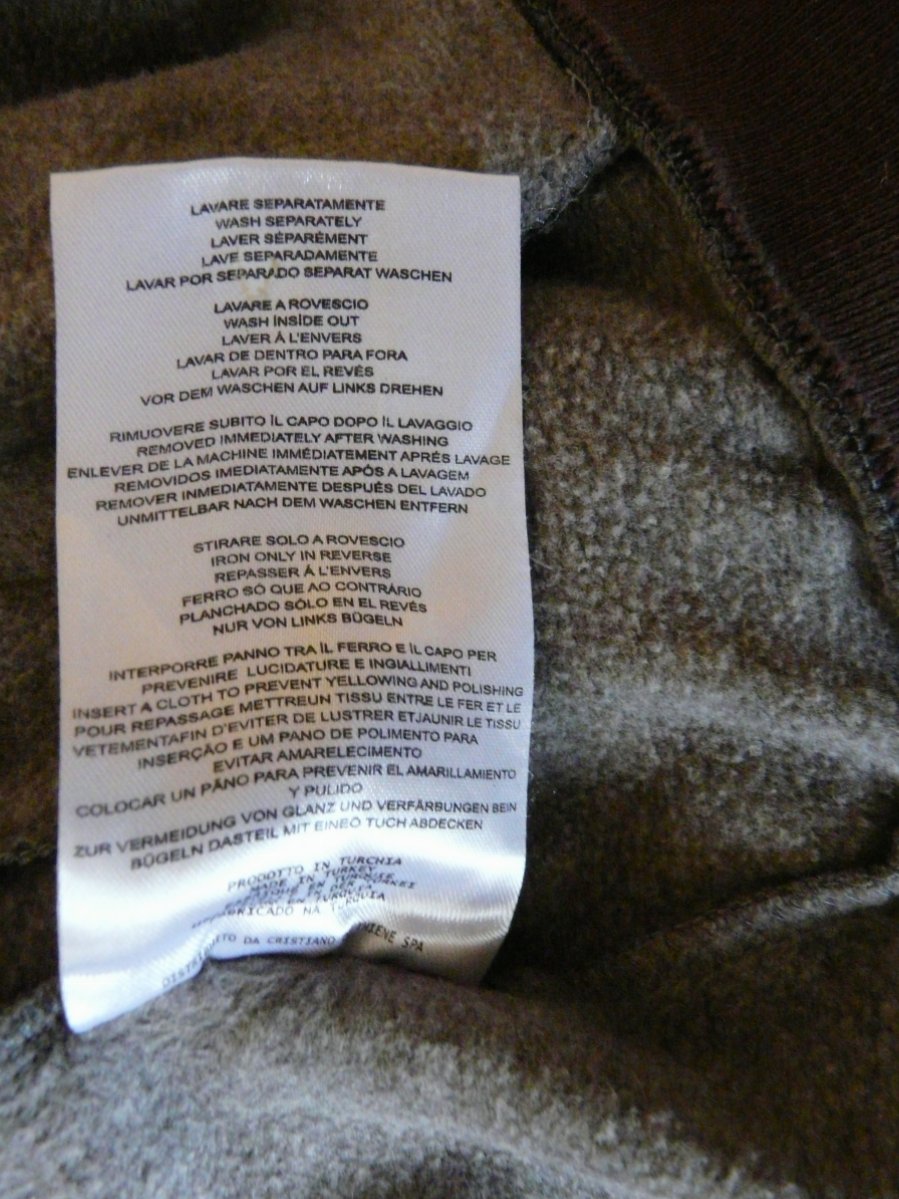 LAVARE SEPARATAMENTE
WASH SEPARATELY
LAVER SÉPARÉMENT
LAVE SEPARADAMENTE
LAVAR POR SEPARADO SEPARAT WASCHEN
LAVARE A ROVESCIO
WASH INSİDE OUT
LAVER À L'ENVERS
LAVAR DE DENTRO PARA FORA
LAVAR POR EL REVÉS
VOR DEM WASCHEN AUF LINKS DREHEN
RIMUOVERE SUBITO İL CAPO DOPO İL LAVAGGIO
REMOVED IMMEDIATELY AFTER WASHING
ENLEVER DE LA MACHINE IMMÉDIATEMENT APRÉS LAVAGE
REMOVIDOS IMEDIATAMENTE APÓS A LAVAGEM
REMOVER INMEDIATAMENTE DESPUÉS DEL LAVADO
UNMITTELBAR NACH DEM WASCHEN ENTFERN
STIRARE SOLO A ROVESCIO
IRON ONLY IN REVERSE
REPASSER À L'ENVERS
FERRO SÓ QUE AO CONTRÁRIO
PLANCHADO SÓLO EN EL REVÉS
NUR VON LINKS BÜGELN
INTERPORRE PANNO TRA İL FERRO E IL CAPO PER
PREVENIRE LUCIDATURE E INGIALLIMENTI
INSERT A CLOTH TO PREVENT YELLOWING AND POLISHING
POUR REPASSAGE METTREUN TISSU ENTRE LE FER ET LE
VETEMENTAFIN D'EVITER DE LUSTRER ETJAUNIR LE TISSU
INSERÇÃO E UM PANO DE POLIMENTO PARA
EVITAR AMARELECIMENTO
COLOCAR UN PAÑO PARA PREVENIR EL AMARILLAMIENTO
Y PULIDO
ZUR VERMEIDUNG VON GLANZ UND VERFÄRBUNGEN BEIN
BÜGELN DASTEIL MIT EINEÖ TUCH ABDECKEN
PRODOTTO IN TURCHIA
MADE IN TURKEY
EN TURQUIE
EN TURQUIA
NA TURQUIA
DA CRISTIANO SPA